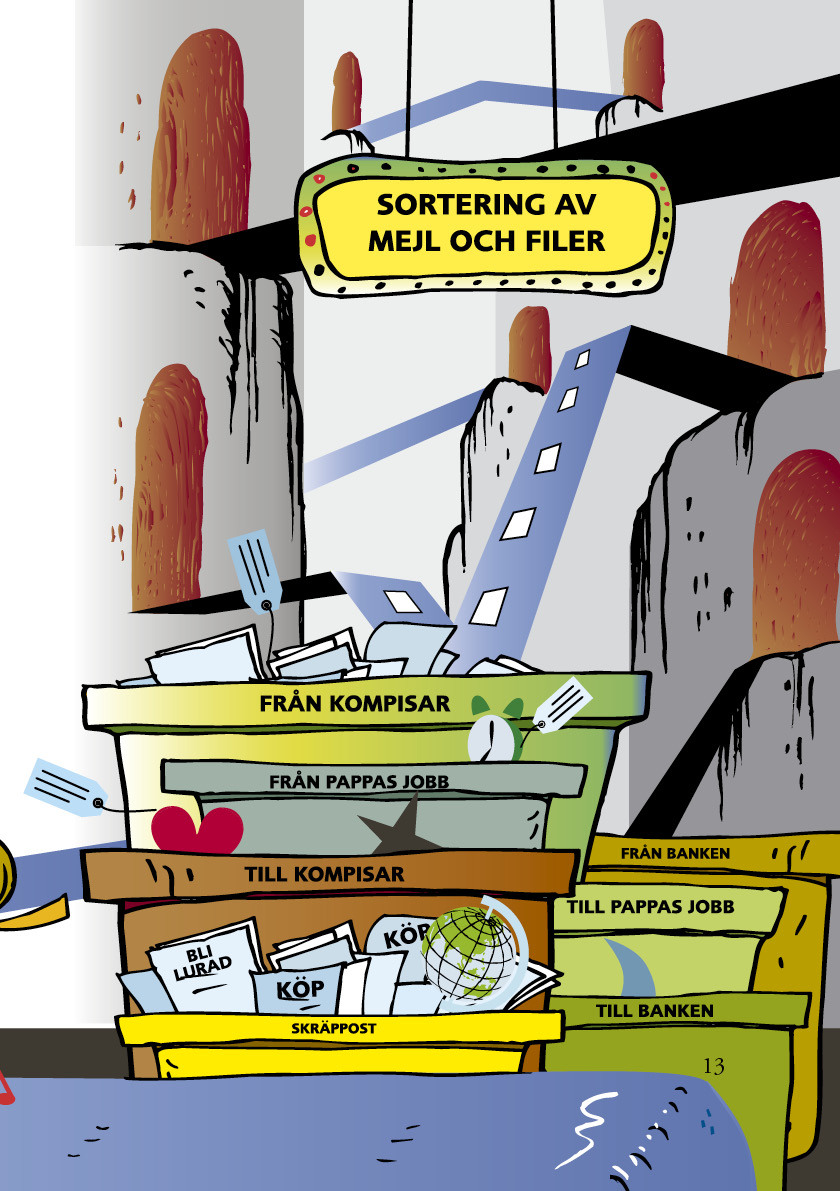 SORTERING AV
MEJL OCH FILER
FRÅN KOMPISAR
FRÅN PAPPAS JOBB
TILL KOMPISAR
FRÅN BANKEN
TILL PAPPAS JOBB
BLI
LURAD
KÖP
KÖP
TILL BANKEN
SKRÄPPOST
13